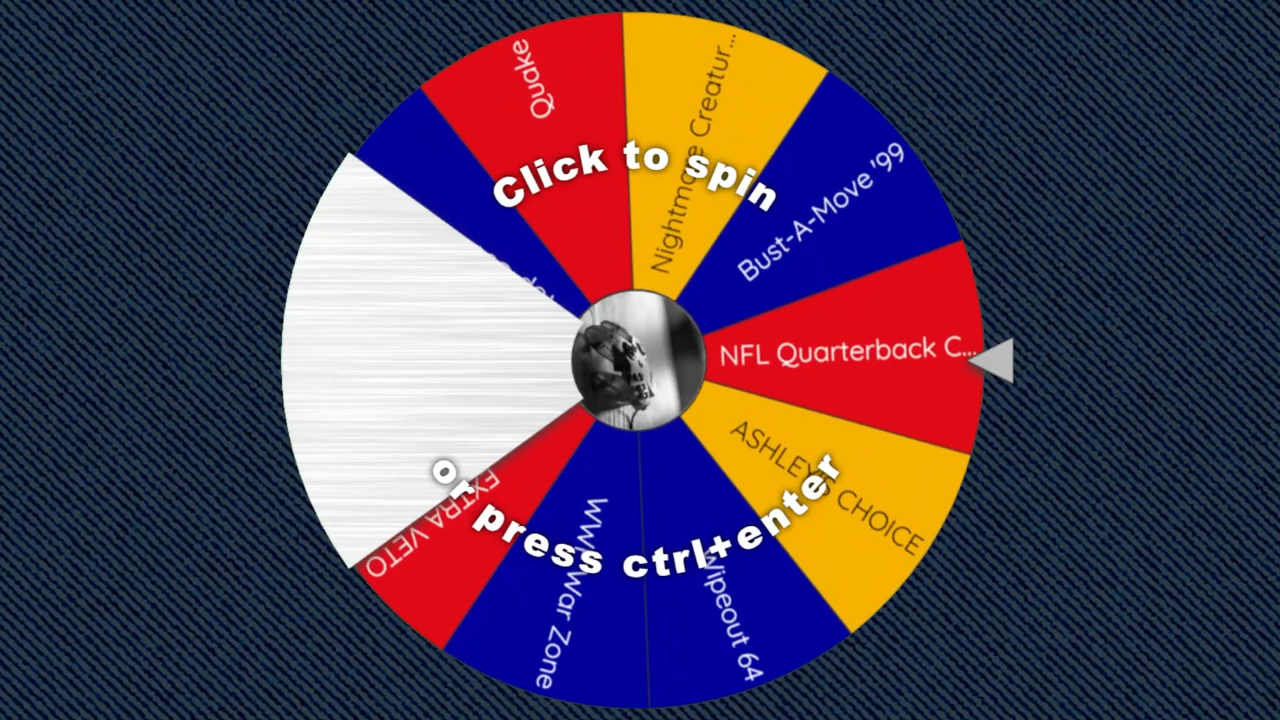 Quake
Nightmare Creatur...
Click to spin
Bust-A-Move '99
NFL Quarterback C...
ASHLEY'S CHOICE
or press ctrl+enter
EXTRA VETO
WWF War Zone
Wipeout 64